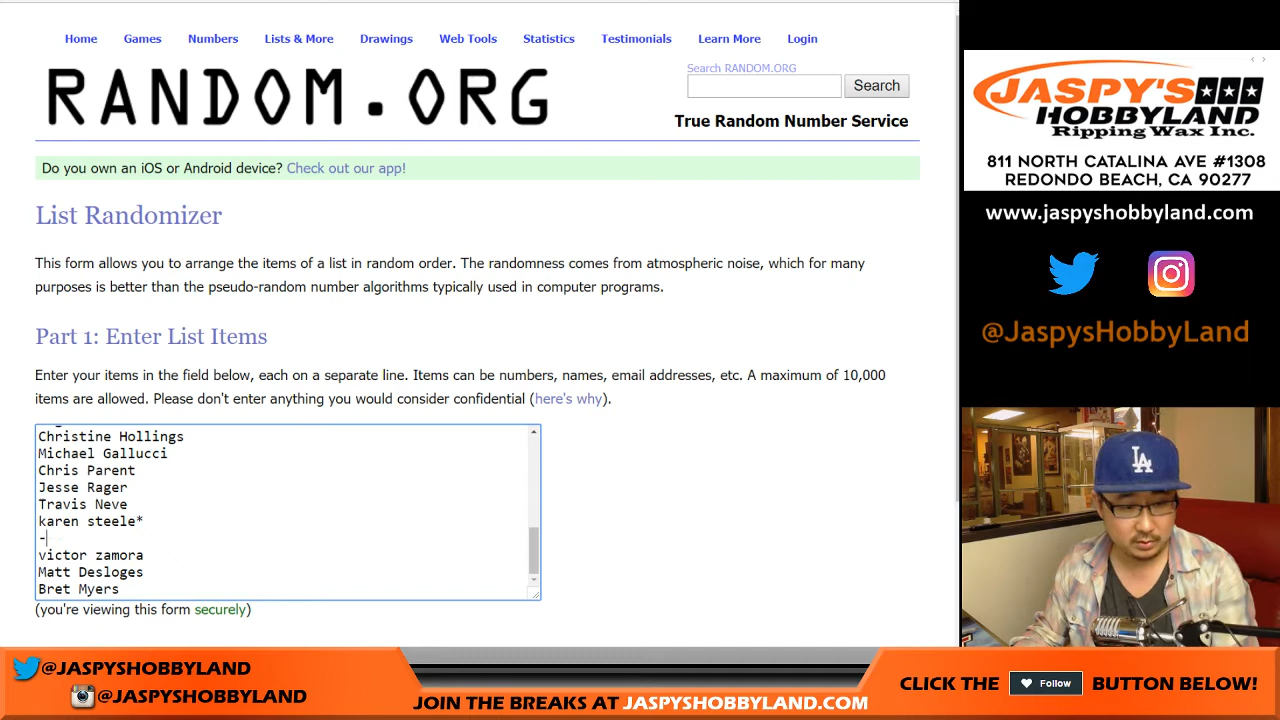 Home Games Numbers Lists & More Drawings Web Tools Statistics Testimonials Learn More Login
RANDOM.ORG
Search RANDOM.ORG
Search
True Random Number Service
Do you own an iOS or Android device? Check out our app!
List Randomizer
This form allows you to arrange the items of a list in random order. The randomness comes from atmospheric noise, which for many
purposes is better than the pseudo-random number algorithms typically used in computer programs.
Part 1: Enter List Items
Enter your items in the field below, each on a separate line. Items can be numbers, names, email addresses, etc. A maximum of 10,000
items are allowed. Please don't enter anything you would consider confidential (here's why).
Christine Hollings
Michael Gallucci
Chris Parent
Jesse Rager
Travis Neve
karen steele*
-
victor zamora
Matt Desloges
Bret Myers
(you're viewing this form securely)
JASPY'S
HOBBYLAND
Ripping Wax Inc.
811 NORTH CATALINA AVE #1308
REDONDO BEACH, CA 90277
www.jaspyshobbyland.com
@JaspysHobbyLand
LA
@JASPYSHOBBYLAND
@JASPYSHOBBYLAND
JOIN THE BREAKS AT JASPYSHOBBYLAND.COM
CLICK THE Follow BUTTON BELOW!